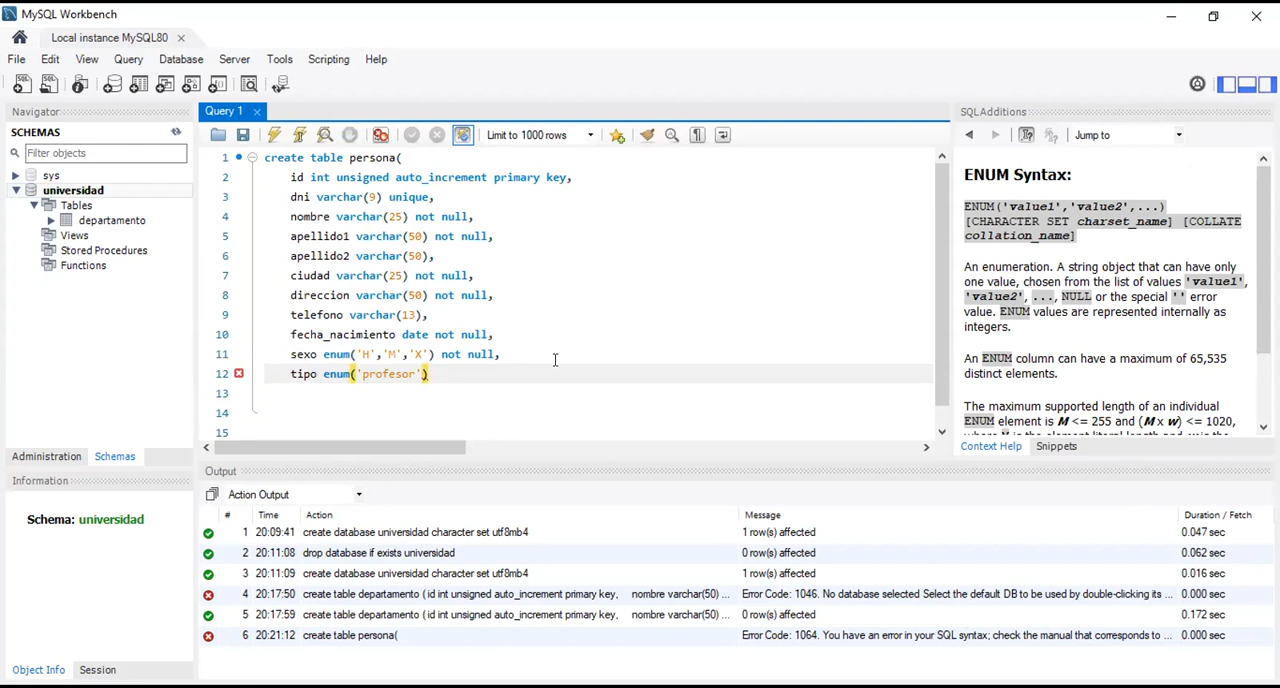 MySQL Workbench
Local instance MySQL80
File Edit View Query Database Server Tools Scripting Help
Navigator
SCHEMAS
Filter objects
sys
universidad
Tables
departamento
Views
Stored Procedures
Functions
Administration Schemas
Information
Schema: universidad
Object Info Session
Query 1
Limit to 1000 rows
1 create table persona(
2 id int unsigned auto_increment primary key,
3 dni varchar(9) unique,
4 nombre varchar(25) not null,
5 apellido1 varchar(50) not null,
6 apellido2 varchar(50),
7 ciudad varchar(25) not null,
8 direccion varchar(50) not null,
9 telefono varchar(13),
10 fecha_nacimiento date not null,
11 sexo enum('H','M','X') not null,
12 tipo enum('profesor')
13
14
15
SQLAdditions
Jump to
ENUM Syntax:
ENUM('value1','value2',...)
[CHARACTER SET charset_name] [COLLATE
collation_name]
An enumeration. A string object that can have only
one value, chosen from the list of values 'value1',
'value2', ..., NULL or the special '' error
value. ENUM values are represented internally as
integers.
An ENUM column can have a maximum of 65,535
distinct elements.
The maximum supported length of an individual
ENUM element is M <= 255 and (M x w) <= 1020,
Context Help Snippets
Output
Action Output
# Time Action Message Duration / Fetch
1 20:09:41 create database universidad character set utf8mb4 1 row(s) affected 0.047 sec
2 20:11:08 drop database if exists universidad 0 row(s) affected 0.062 sec
3 20:11:09 create database universidad character set utf8mb4 1 row(s) affected 0.016 sec
4 20:17:50 create table departamento ( id int unsigned auto_increment primary key, nombre varchar(50) ... Error Code: 1046. No database selected Select the default DB to be used by double-clicking its ... 0.000 sec
5 20:17:59 create table departamento ( id int unsigned auto_increment primary key, nombre varchar(50) ... 0 row(s) affected 0.172 sec
6 20:21:12 create table persona( Error Code: 1064. You have an error in your SQL syntax; check the manual that corresponds to ... 0.000 sec